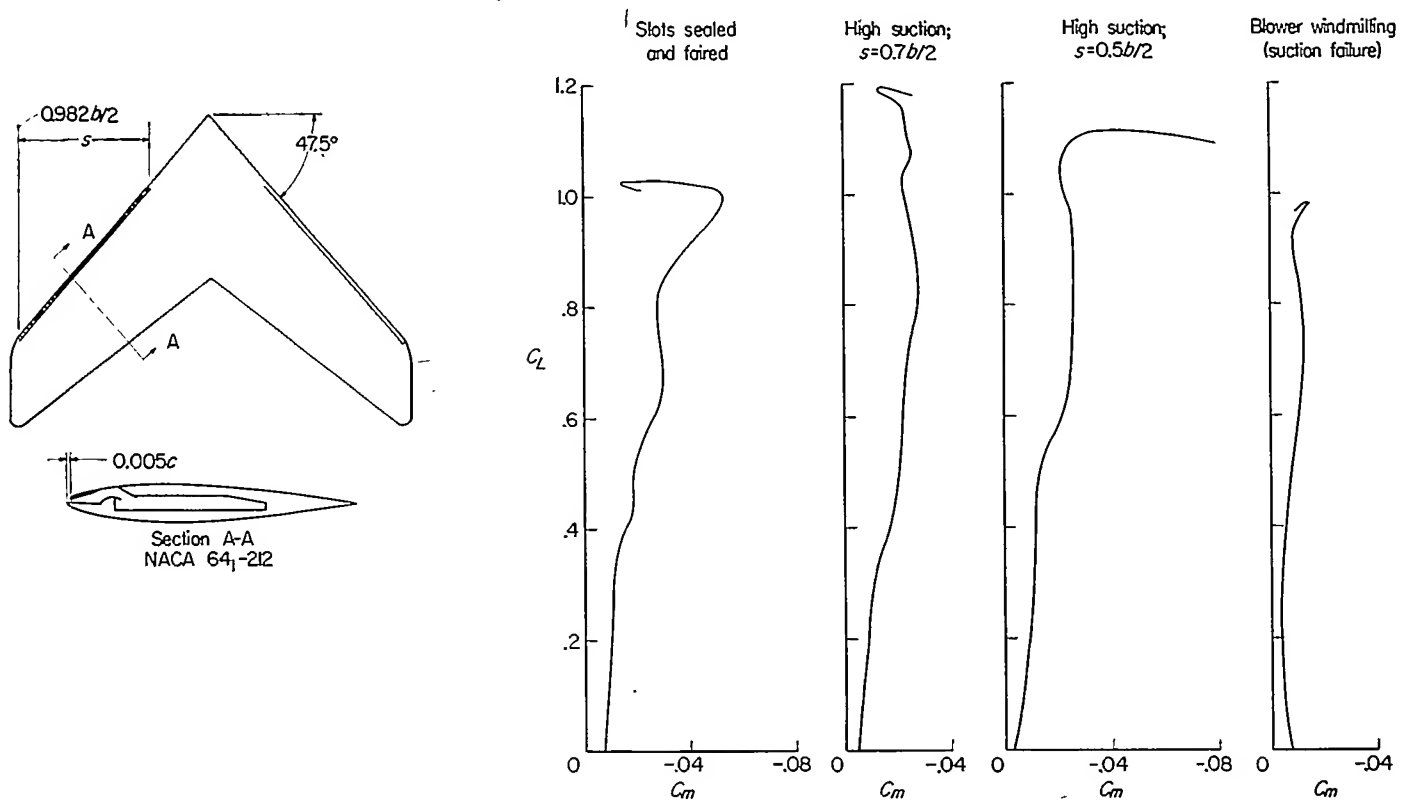 Slots sealed
and faired
High suction;
s=0.7b/2
High suction;
s=0.5b/2
Blower windmilling
(suction failure)
0.982b/2
s
47.5°
A
A
0.005c
Section A-A
NACA 64₁-212
C_L
1.2
1.0
.8
.6
.4
.2
0
-.04
-.08
C_m
0
-.04
C_m
0
-.04
-.08
C_m
0
-.04
C_m